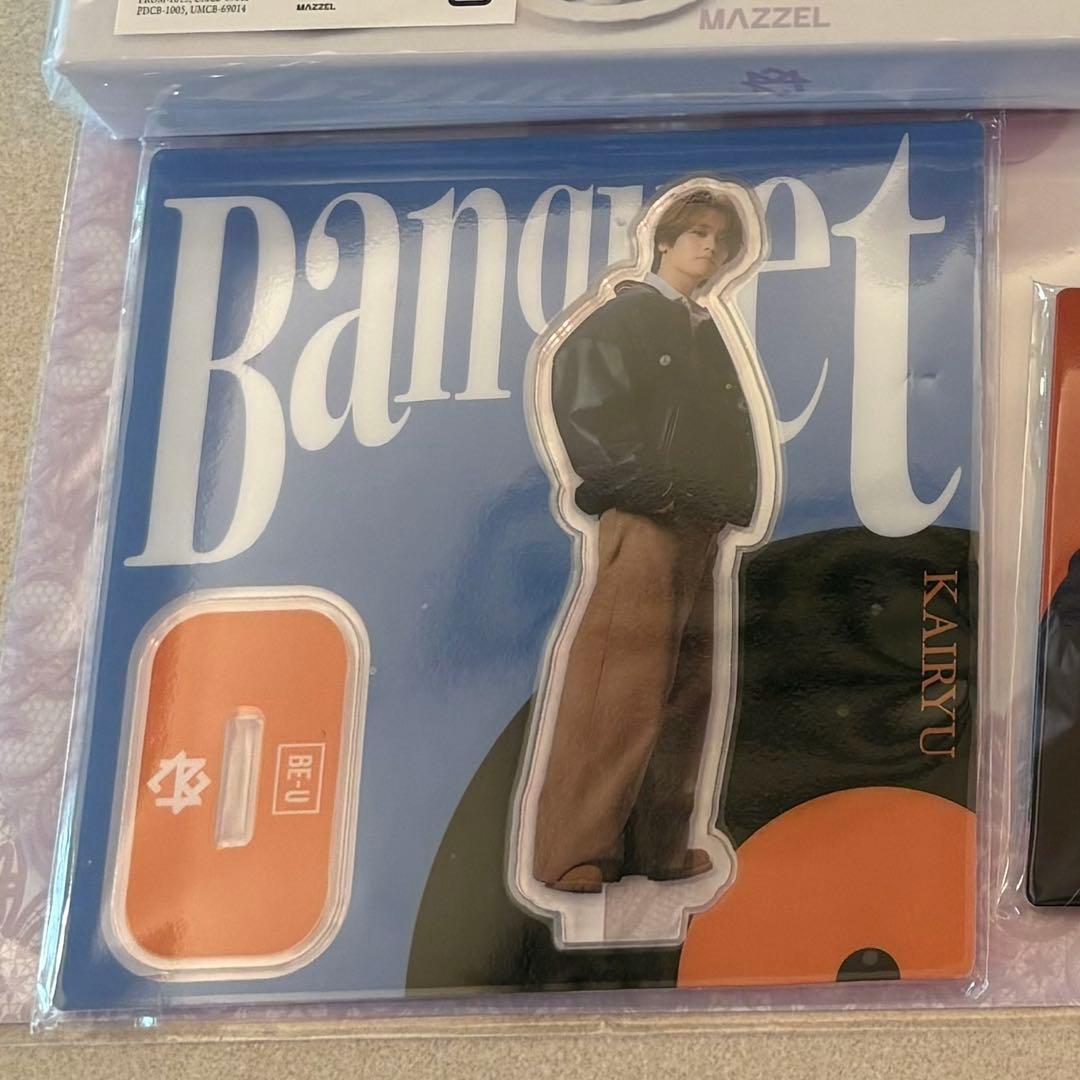 PDCB-1005, UMCB-69014
MAZZEL
MAZZEL
Banquet
KAIRYU
BE-U